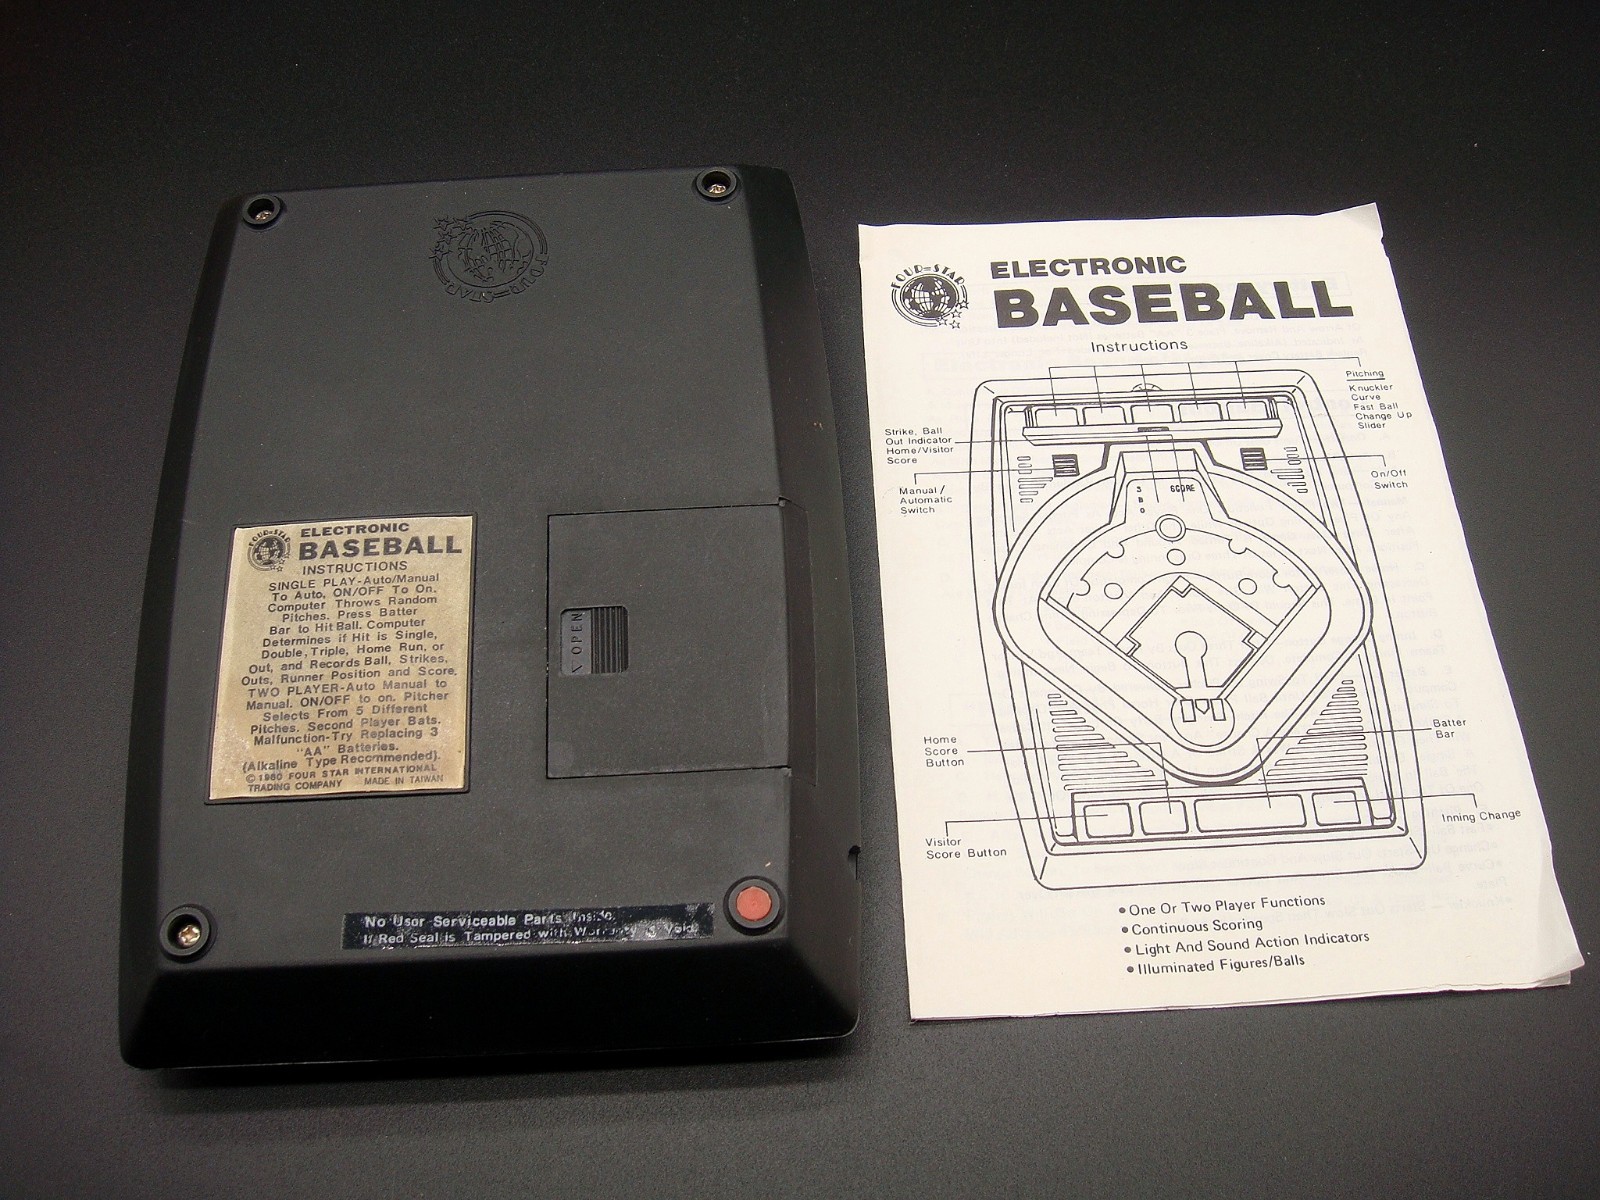 FOUR-STAR
FOUR-STAR
ELECTRONIC
BASEBALL
INSTRUCTIONS
SINGLE PLAY-Auto/Manual
To Auto. ON/OFF To On.
Computer Throws Random
Pitches. Press Batter
Bar to Hit Ball. Computer
Determines if Hit is Single,
Double, Triple, Home Run, or
Out, and Records Ball, Strikes,
Outs, Runner Position and Score.
TWO PLAYER-Auto Manual to
Manual. ON/OFF to on. Pitcher
Selects From 5 Different
Pitches. Second Player Bats.
Malfunction-Try Replacing 3
"AA" Batteries.
(Alkaline Type Recommended).
© 1980 FOUR STAR INTERNATIONAL
TRADING COMPANY MADE IN TAIWAN
OPEN
No User Serviceable Parts Inside.
If Red Seal is Tampered with Warranty is Void.
FOUR-STAR
ELECTRONIC
BASEBALL
Instructions
Pitching
Knuckler
Curve
Fast Ball
Change Up
Slider
Strike, Ball
Out Indicator
Home/Visitor
Score
Manual/
Automatic
Switch
On/Off
Switch
S
B
O
SCORE
Home
Score
Button
Batter
Bar
Visitor
Score Button
Inning Change
• One Or Two Player Functions
• Continuous Scoring
• Light And Sound Action Indicators
• Illuminated Figures/Balls